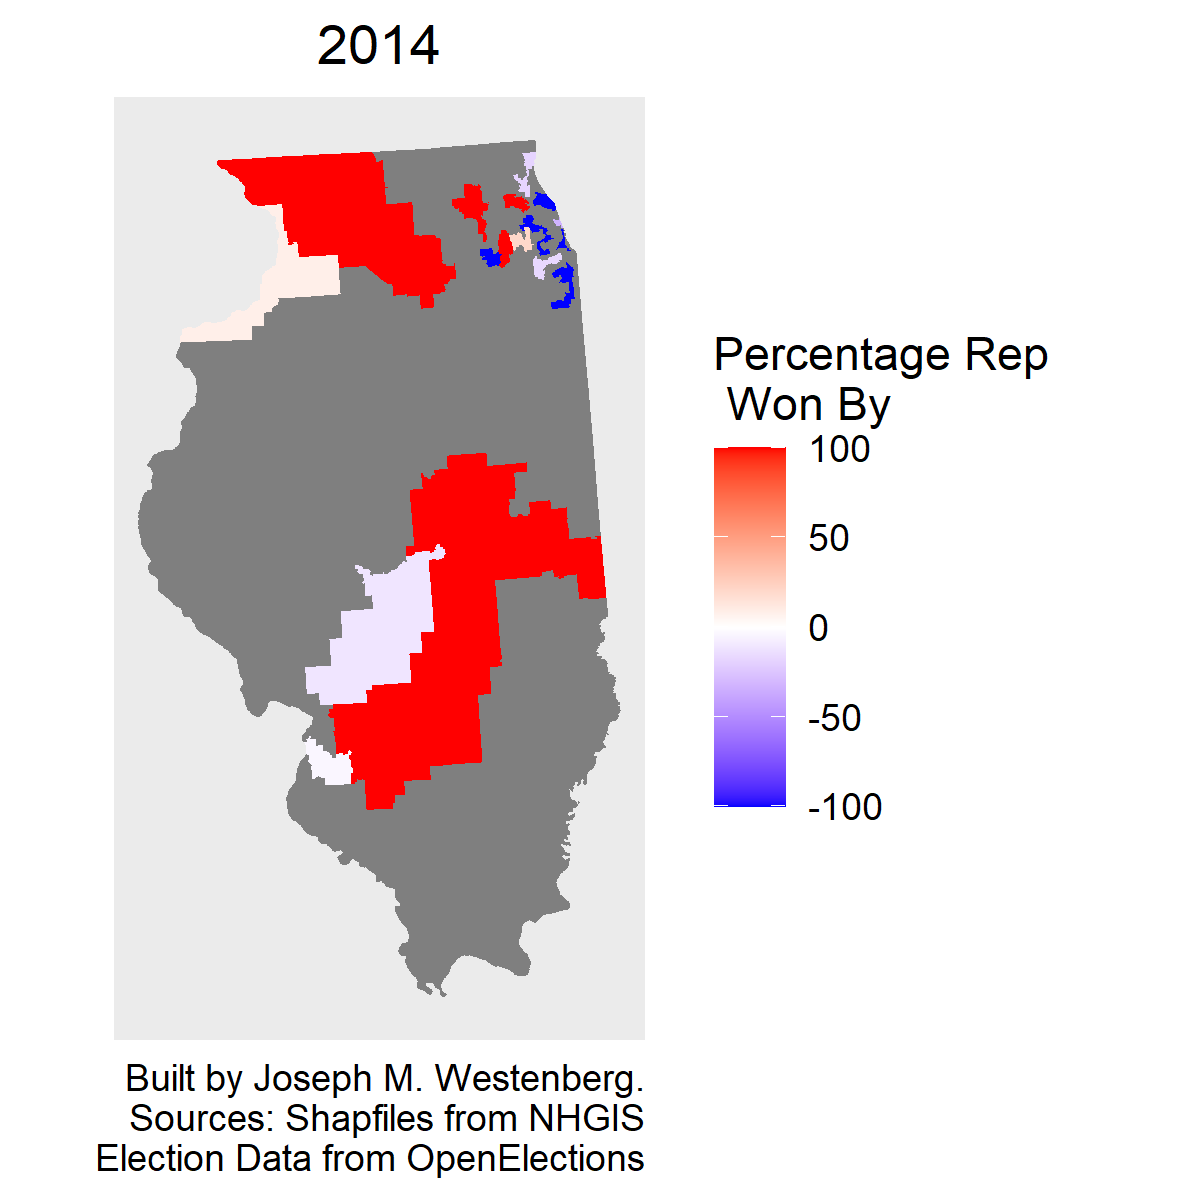 2014
Percentage Rep
Won By
100
50
0
-50
-100
Built by Joseph M. Westenberg.
Sources: Shapfiles from NHGIS
Election Data from OpenElections